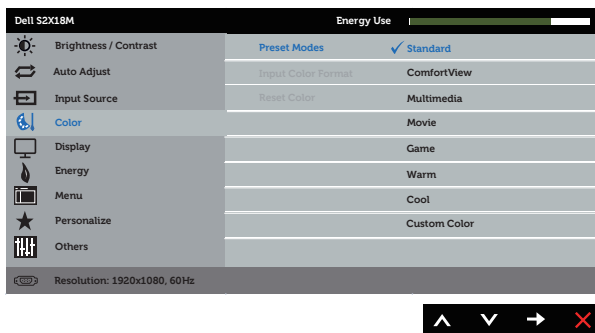 Dell S2X18M Energy Use
Brightness / Contrast Preset Modes Standard
Auto Adjust Input Color Format ComfortView
Input Source Reset Color Multimedia
Color Movie
Display Game
Energy Warm
Menu Cool
Personalize Custom Color
Others
Resolution: 1920x1080, 60Hz